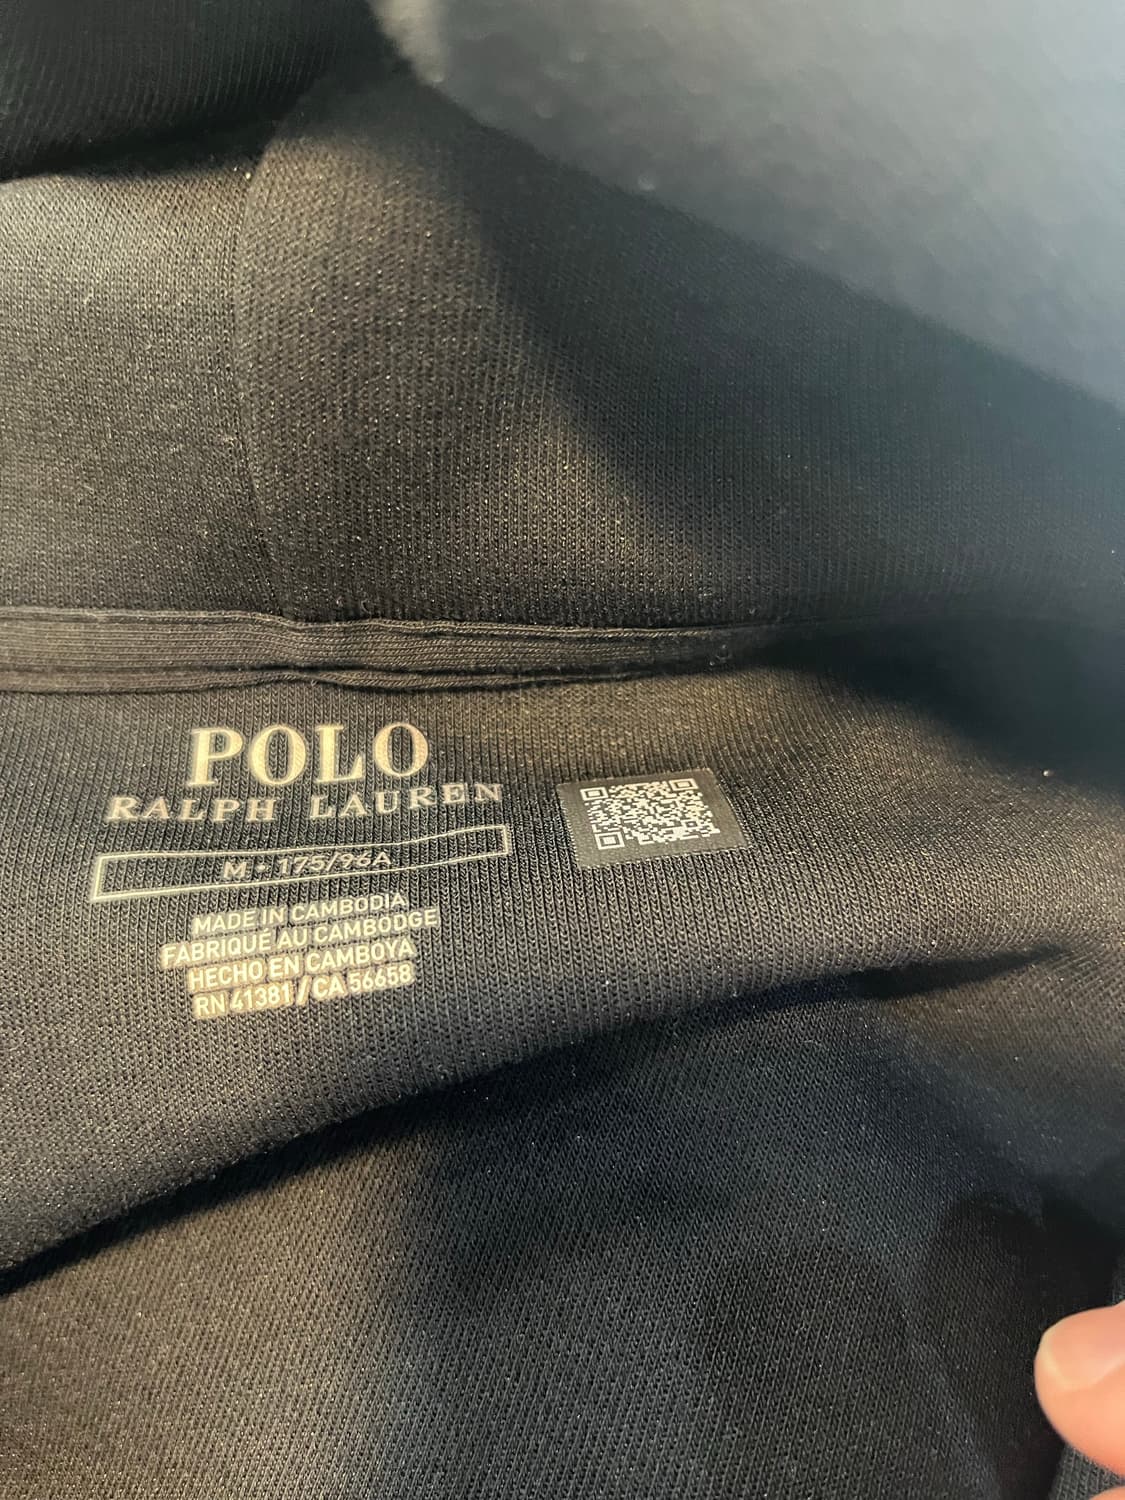 POLO
RALPH LAUREN
M • 175/96A
MADE IN CAMBODIA
FABRIQUÉ AU CAMBODGE
HECHO EN CAMBOYA
RN 41381 / CA 56658